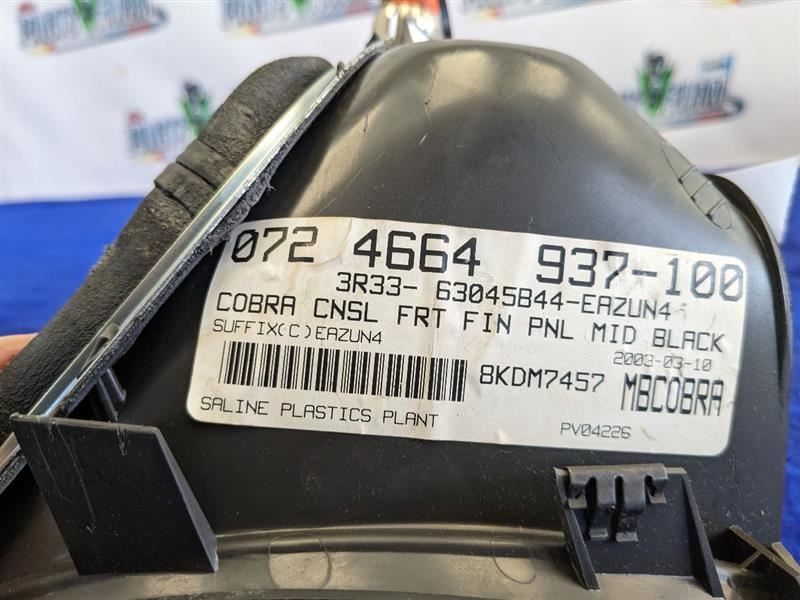 072 4664 937-100
3R33- 63045B44-EAZUN4
COBRA CNSL FRT FIN PNL MID BLACK
SUFFIX(C)EAZUN4
2003-03-10
8KDM7457 MBCOBRA
SALINE PLASTICS PLANT
PV04226